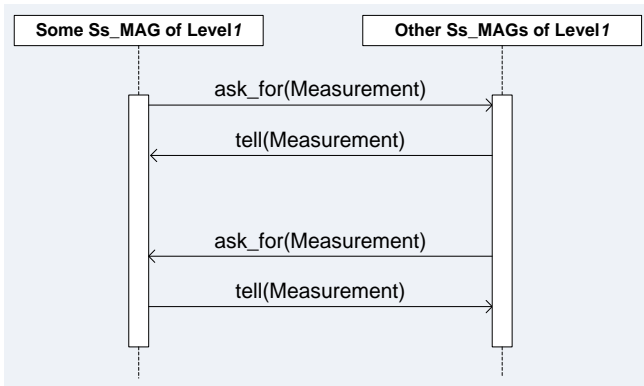 Some Ss_MAG of Level1
Other Ss_MAGs of Level1
ask_for(Measurement)
tell(Measurement)
ask_for(Measurement)
tell(Measurement)